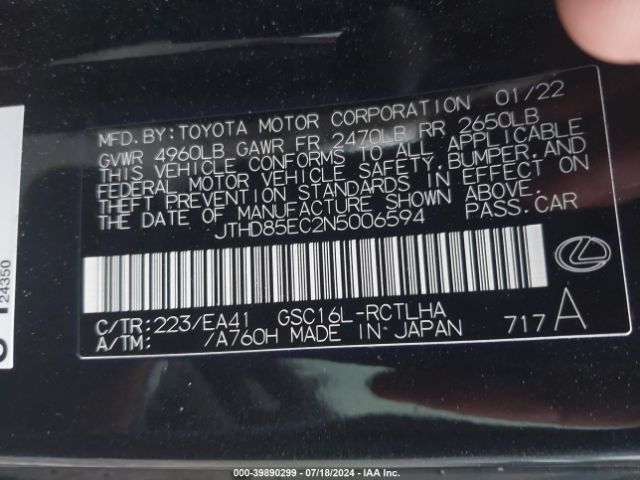 MFD.BY:TOYOTA MOTOR CORPORATION 01/22
GVWR 4960LB GAWR FR 2470LB RR 2650LB
THIS VEHICLE CONFORMS TO ALL APPLICABLE
FEDERAL MOTOR VEHICLE SAFETY,BUMPER,AND
THEFT PREVENTION STANDARDS IN EFFECT ON
THE DATE OF MANUFACTURE SHOWN ABOVE.
JTHD85EC2N5006594 PASS.CAR
C/TR:223/EA41 GSC16L-RCTLHA
A/TM: /A760H MADE IN JAPAN 717A
24350
000-39890299 - 07/18/2024 - IAA Inc.